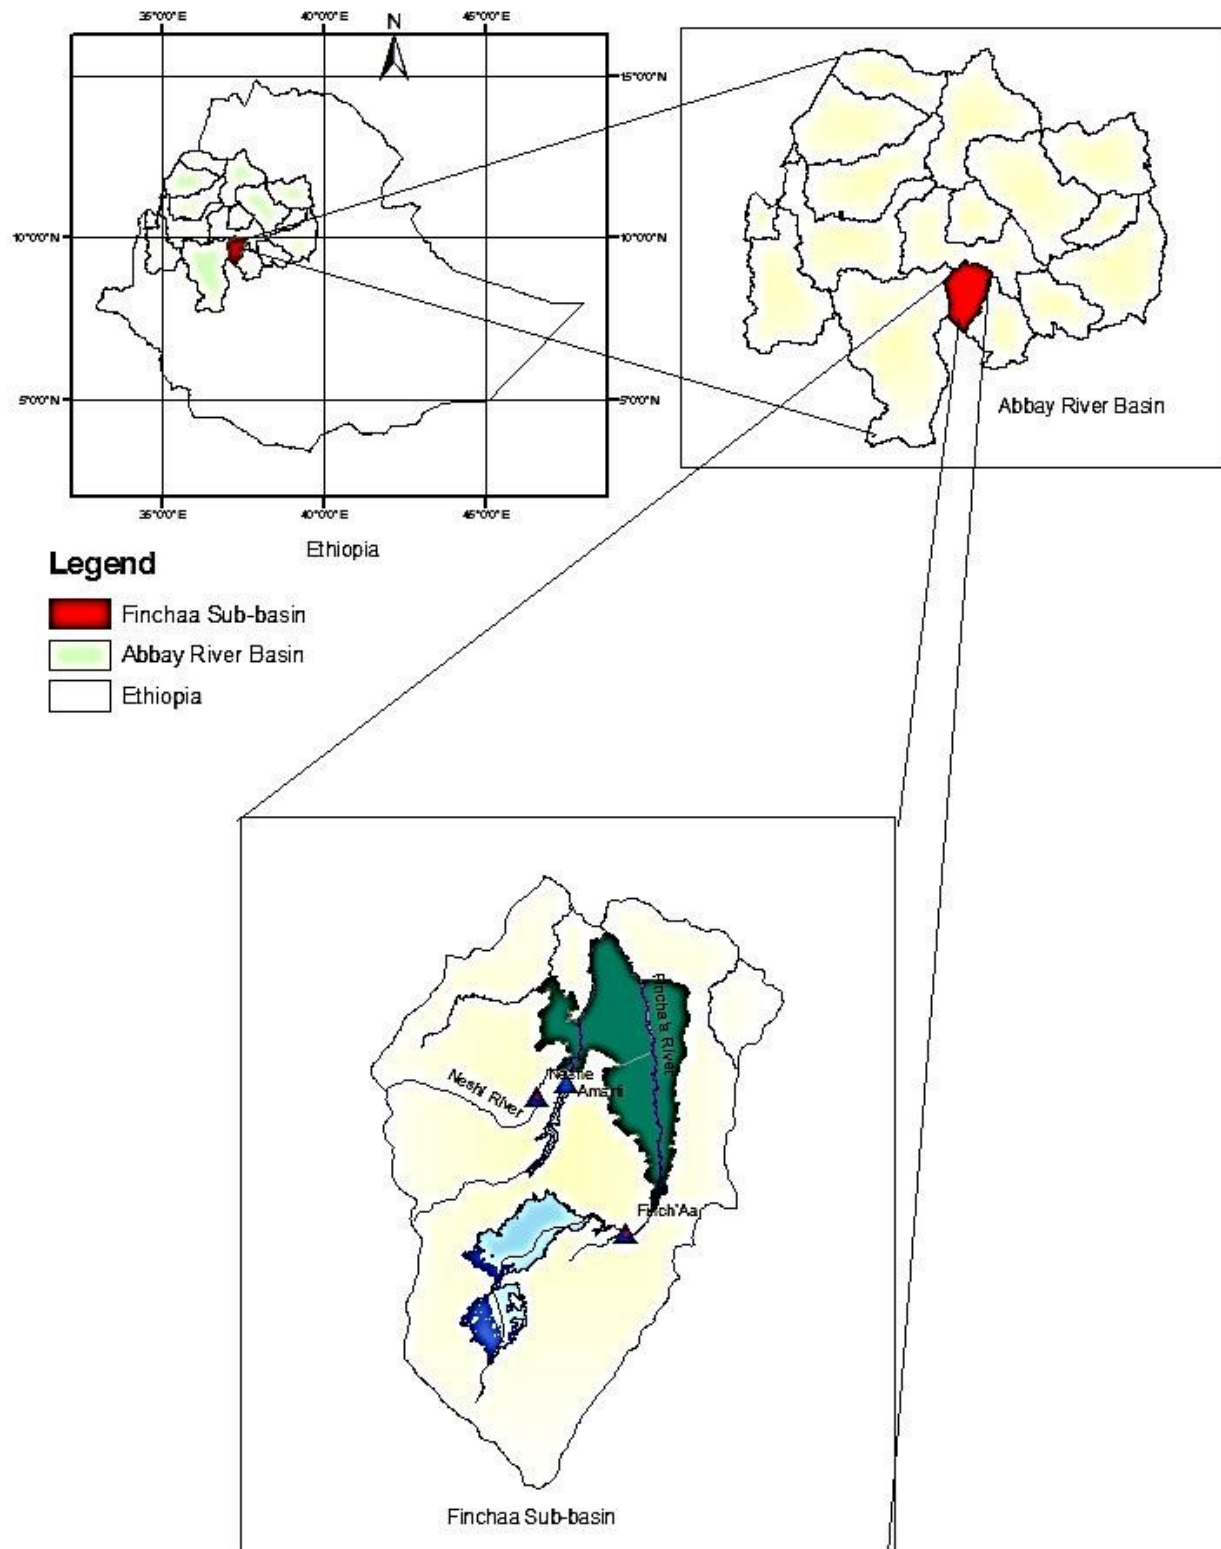 35°0'0"E 40°0'0"E 45°0'0"E
N
15°0'0"N
10°0'0"N 10°0'0"N
5°0'0"N 5°0'0"N
35°0'0"E 40°0'0"E 45°0'0"E
Ethiopia
Abbay River Basin
Legend
Finchaa Sub-basin
Abbay River Basin
Ethiopia
Fincha'a River
Neshi River
Neshe
Amarti
Finch'Aa
Finchaa Sub-basin